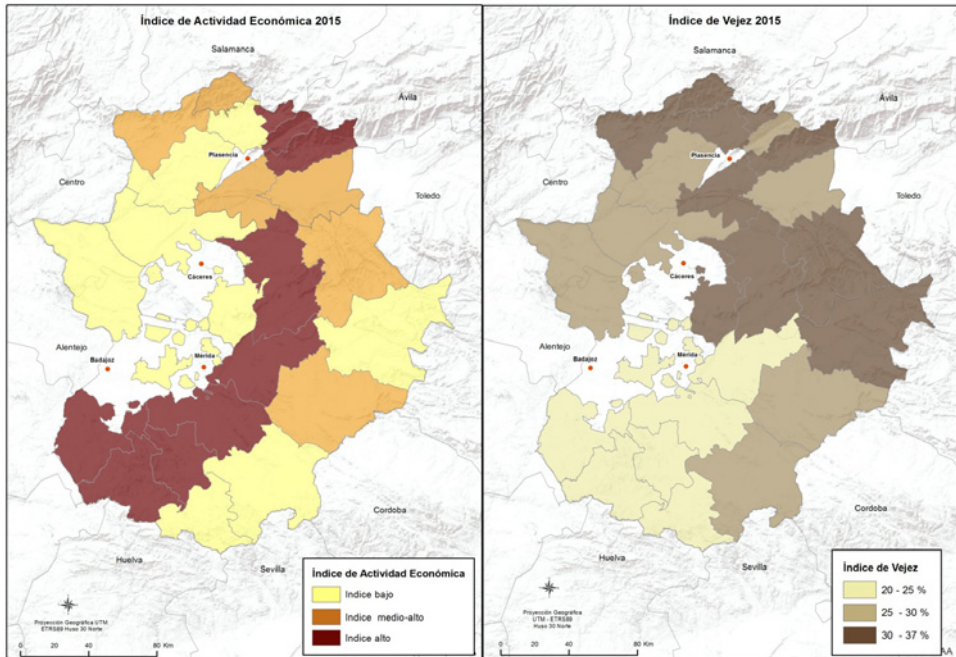 Índice de Actividad Económica 2015
Salamanca
Ávila
Plasencia
Centro
Toledo
Cáceres
Alentejo
Badajoz
Mérida
Cordoba
Huelva
Sevilla
Índice de Actividad Económica
Indice bajo
Indice medio-alto
Indice alto
Proyección Geográfica UTM
ETRS89 Huso 30 Norte
0 20 40 80 Km
Índice de Vejez 2015
Salamanca
Ávila
Plasencia
Centro
Toledo
Cáceres
Alentejo
Badajoz
Mérida
Cordoba
Huelva
Sevilla
Índice de Vejez
20 - 25 %
25 - 30 %
30 - 37 %
Proyección Geográfica
UTM - ETRS89
Huso 30 Norte
0 20 40 80 Km
AA